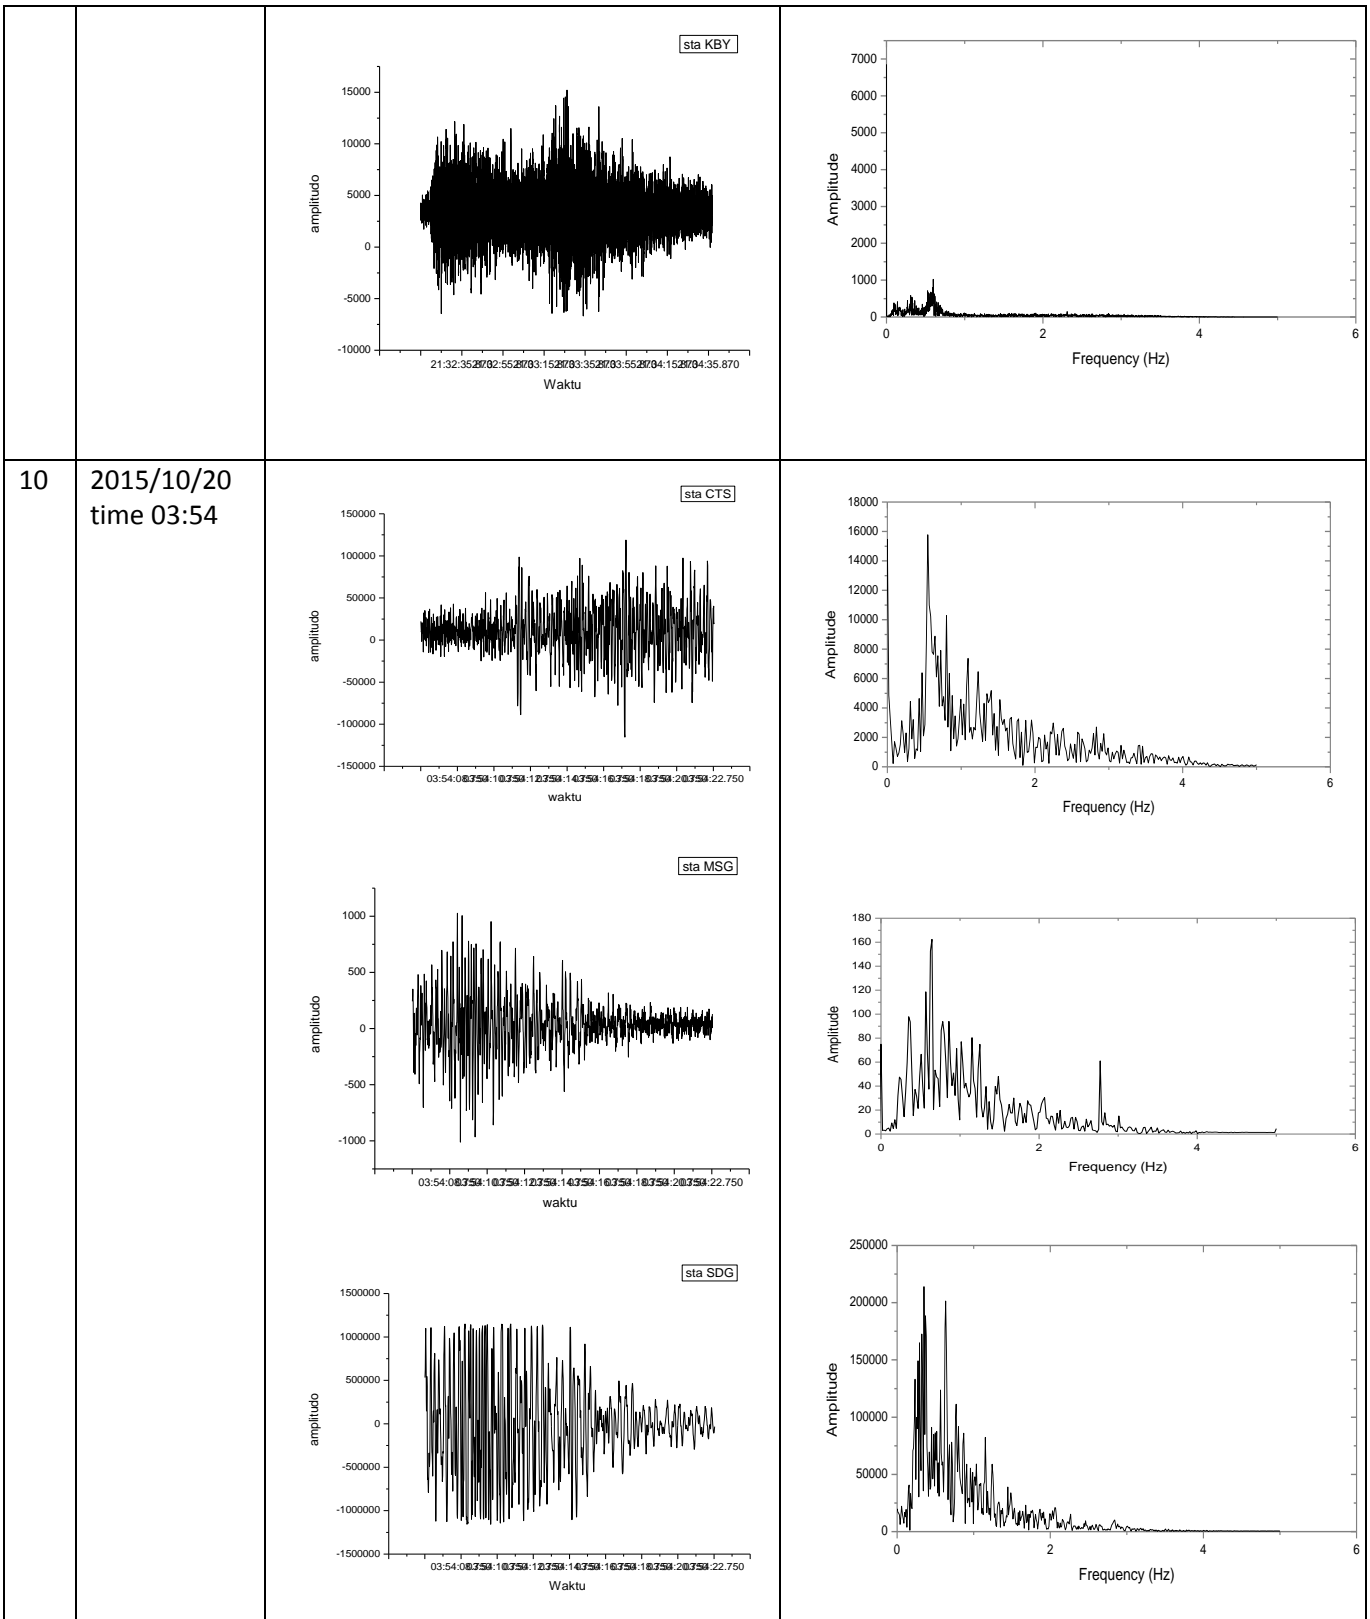 sta KBY
15000
10000
5000
0
-5000
-10000
amplitudo
Waktu
7000
6000
5000
4000
3000
2000
1000
0
Amplitude
0 2 4 6
Frequency (Hz)
10 2015/10/20
time 03:54
sta CTS
150000
100000
50000
0
-50000
-100000
-150000
amplitudo
waktu
18000
16000
14000
12000
10000
8000
6000
4000
2000
0
Amplitude
0 2 4 6
Frequency (Hz)
sta MSG
1000
500
0
-500
-1000
amplitudo
waktu
180
160
140
120
100
80
60
40
20
0
Amplitude
0 2 4 6
Frequency (Hz)
sta SDG
1500000
1000000
500000
0
-500000
-1000000
-1500000
amplitudo
Waktu
250000
200000
150000
100000
50000
0
Amplitude
0 2 4 6
Frequency (Hz)